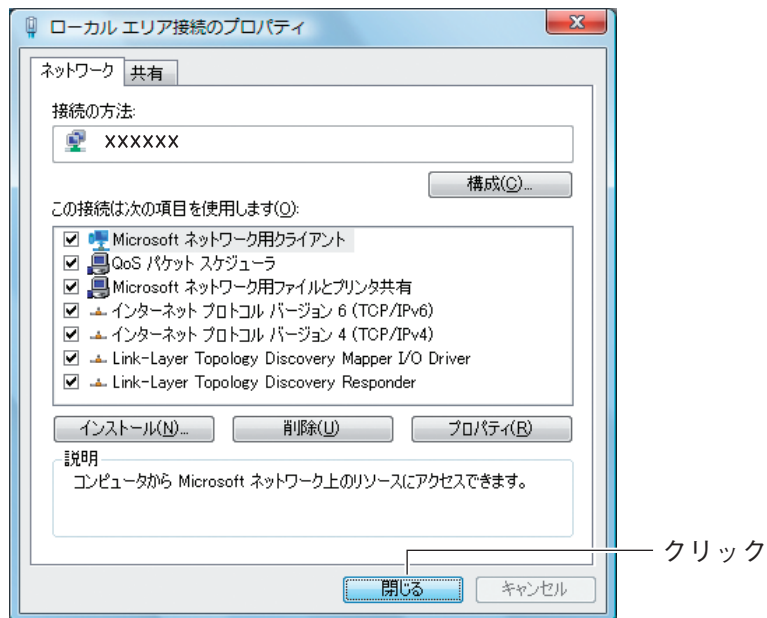 ローカル エリア接続のプロパティ
ネットワーク 共有
接続の方法:
XXXXXX
構成(C)...
この接続は次の項目を使用します(O):
Microsoft ネットワーク用クライアント
QoS パケット スケジューラ
Microsoft ネットワーク用ファイルとプリンタ共有
インターネット プロトコル バージョン 6 (TCP/IPv6)
インターネット プロトコル バージョン 4 (TCP/IPv4)
Link-Layer Topology Discovery Mapper I/O Driver
Link-Layer Topology Discovery Responder
インストール(N)... 削除(U) プロパティ(R)
説明
コンピュータから Microsoft ネットワーク上のリソースにアクセスできます。
クリック
閉じる キャンセル